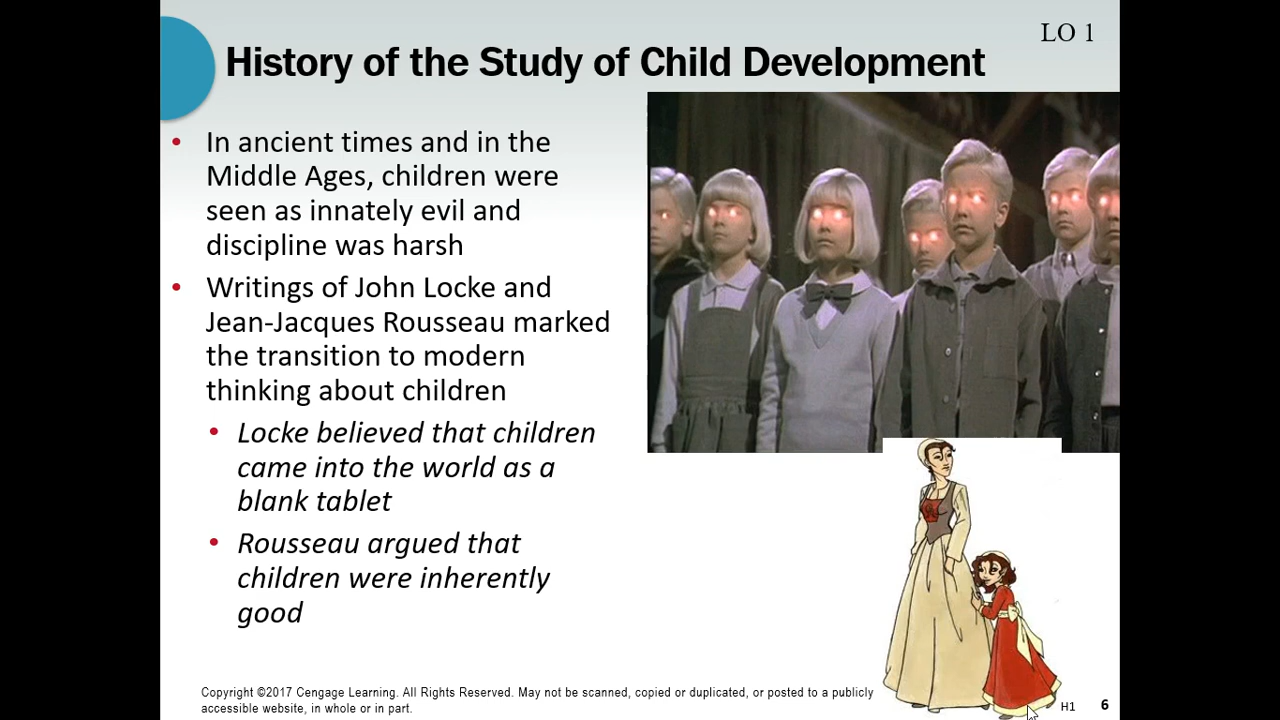 LO 1
History of the Study of Child Development
• In ancient times and in the
Middle Ages, children were
seen as innately evil and
discipline was harsh
• Writings of John Locke and
Jean-Jacques Rousseau marked
the transition to modern
thinking about children
• Locke believed that children
came into the world as a
blank tablet
• Rousseau argued that
children were inherently
good
Copyright ©2017 Cengage Learning. All Rights Reserved. May not be scanned, copied or duplicated, or posted to a publicly
accessible website, in whole or in part.
H1 6